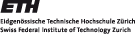 ETH
Eidgenössische Technische Hochschule Zürich
Swiss Federal Institute of Technology Zurich